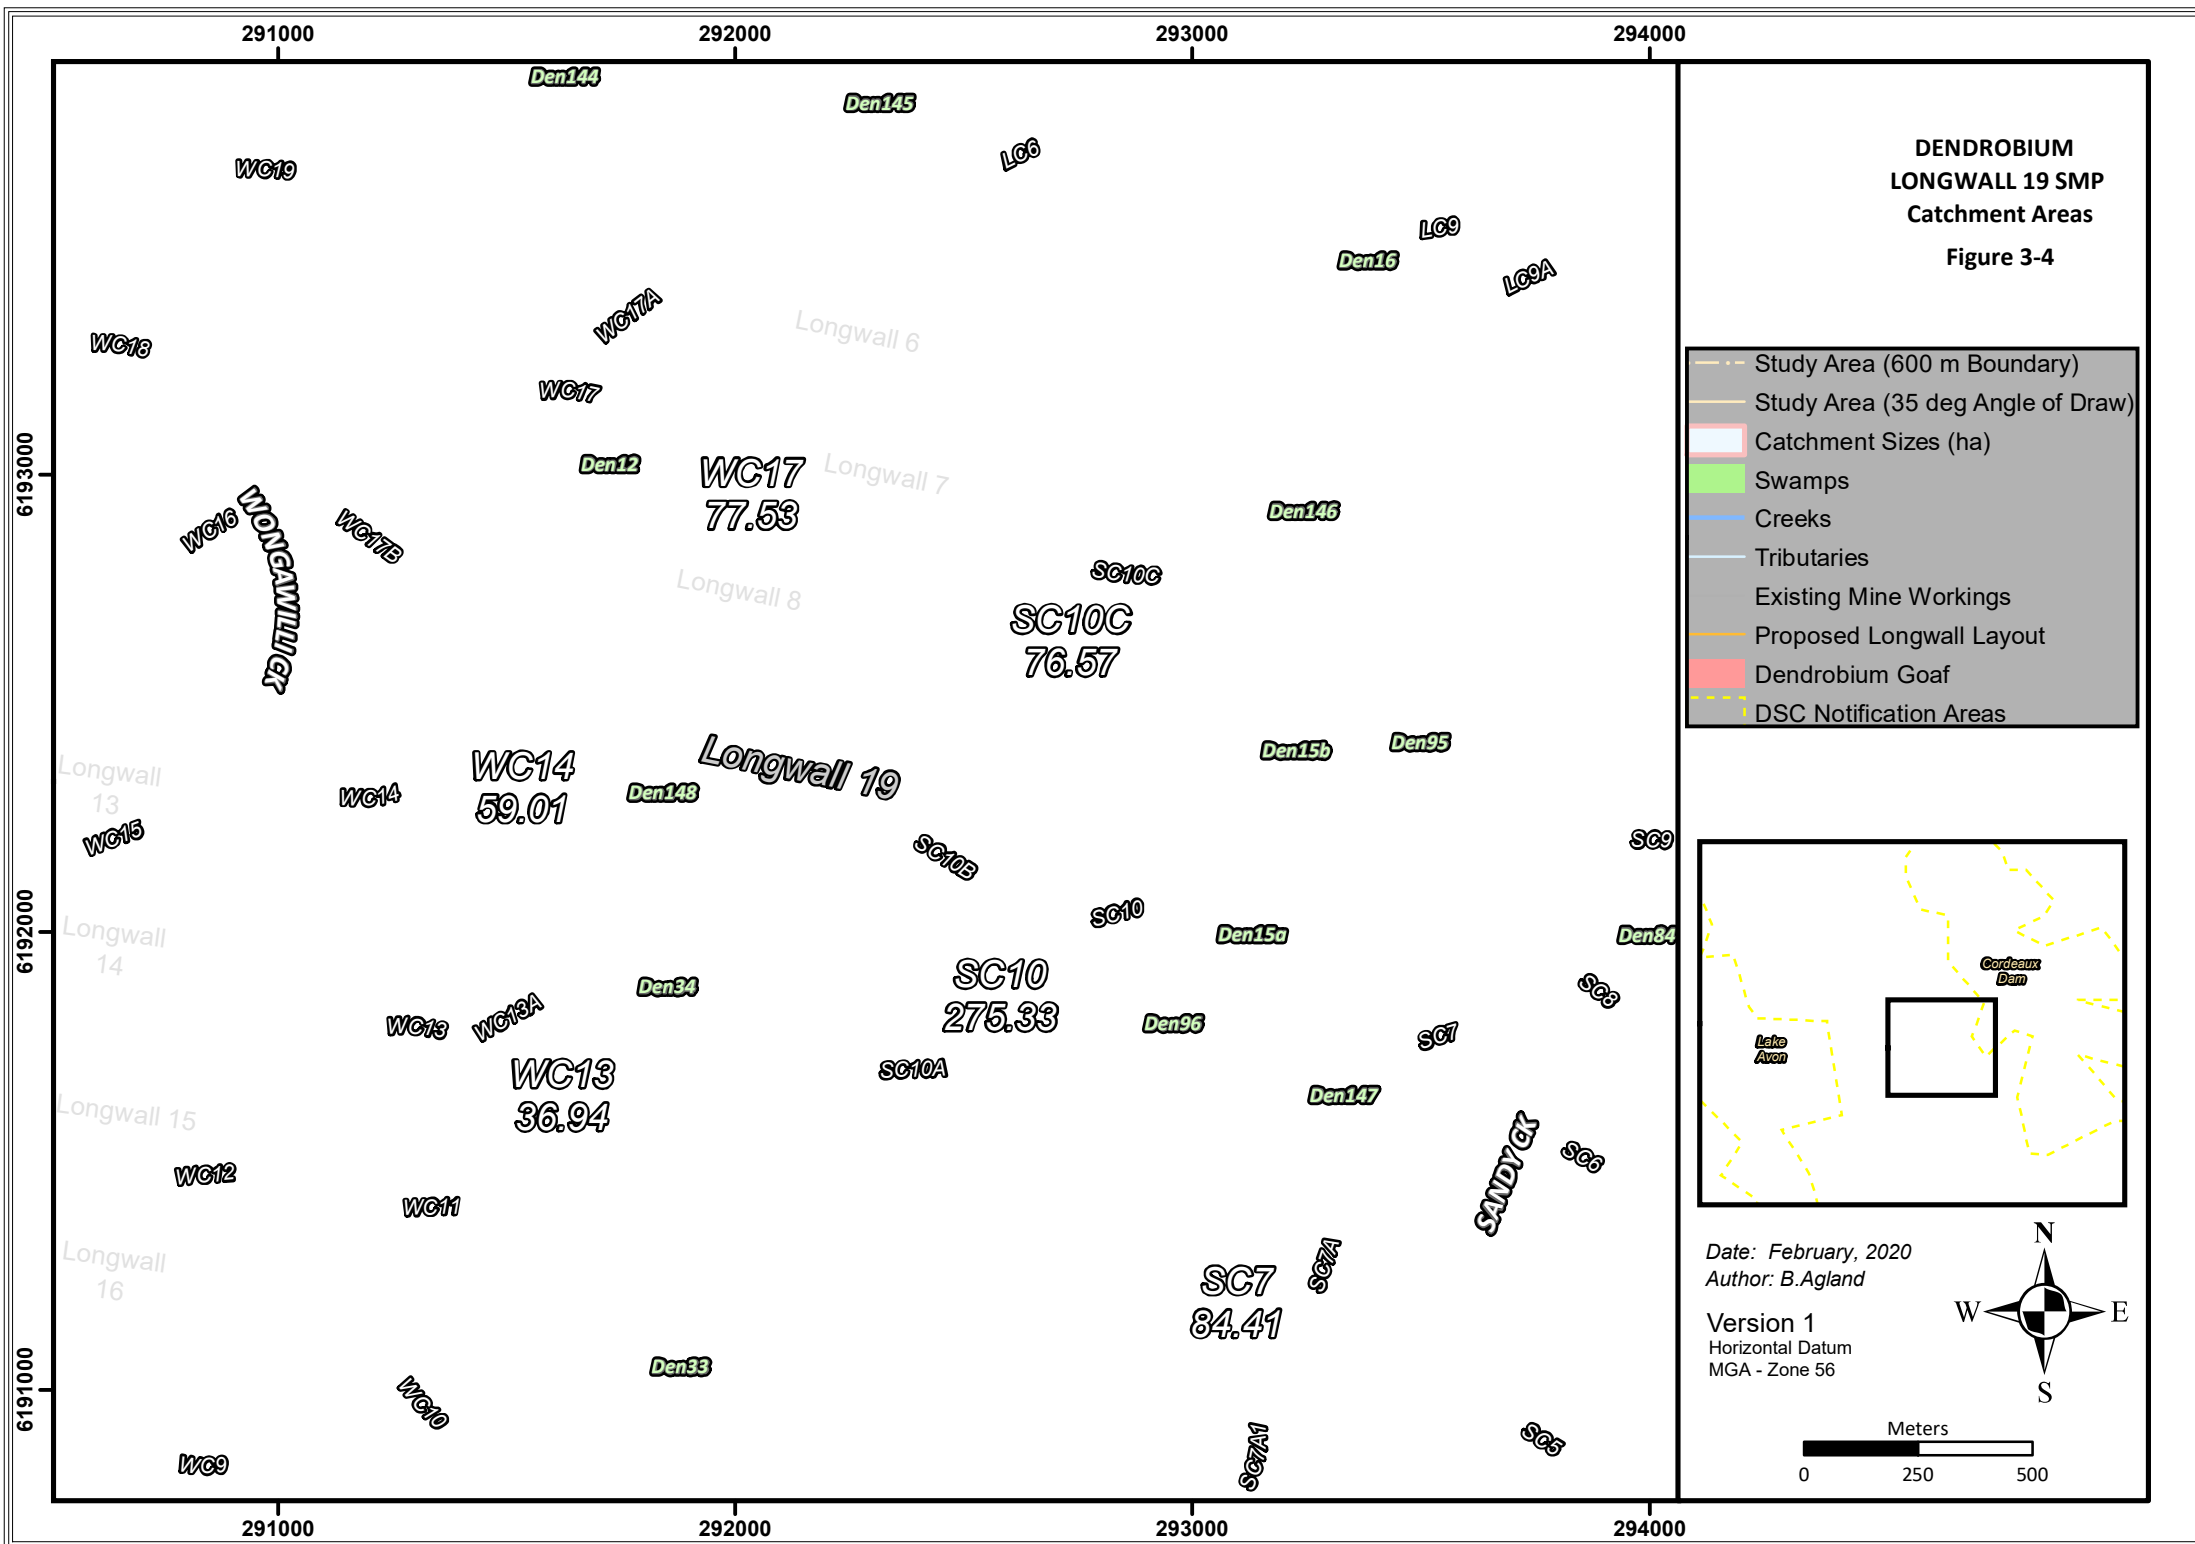 291000
292000
293000
294000
Den144
Den145
LC6
WC19
LC9
Den16
LC9A
WC17A
Longwall 6
WC18
WC17
6193000
Den12
WC17
77.53
Longwall 7
WC16
WONGAWILLI CK
WC17B
Den146
SC10C
Longwall 8
SC10C
76.57
Longwall 19
Den15b
Den95
WC14
59.01
Longwall
13
WC14
Den148
WC15
SC10B
SC9
SC10
6192000
Longwall
14
Den15a
Den84
SC10
275.33
Den34
SC8
WC13
WC13A
Den96
SC7
WC13
36.94
SC10A
Den147
Longwall 15
SANDY CK
SC6
WC12
WC11
Longwall
16
SC7A
SC7
84.41
6191000
Den33
WC10
SC5
WC9
SC7A1
291000
292000
293000
294000
DENDROBIUM
LONGWALL 19 SMP
Catchment Areas
Figure 3-4
Study Area (600 m Boundary)
Study Area (35 deg Angle of Draw)
Catchment Sizes (ha)
Swamps
Creeks
Tributaries
Existing Mine Workings
Proposed Longwall Layout
Dendrobium Goaf
DSC Notification Areas
Cordeaux
Dam
Lake
Avon
Date: February, 2020
Author: B.Agland
Version 1
Horizontal Datum
MGA - Zone 56
N
W
E
S
Meters
0
250
500